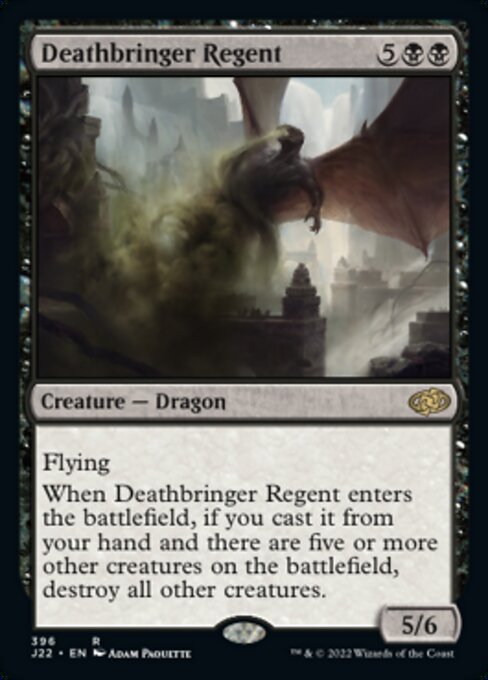 Deathbringer Regent 5
Creature — Dragon
Flying
When Deathbringer Regent enters
the battlefield, if you cast it from
your hand and there are five or more
other creatures on the battlefield,
destroy all other creatures.
5/6
396 R
J22 • EN Adam Paquette
™ & © 2022 Wizards of the Coast